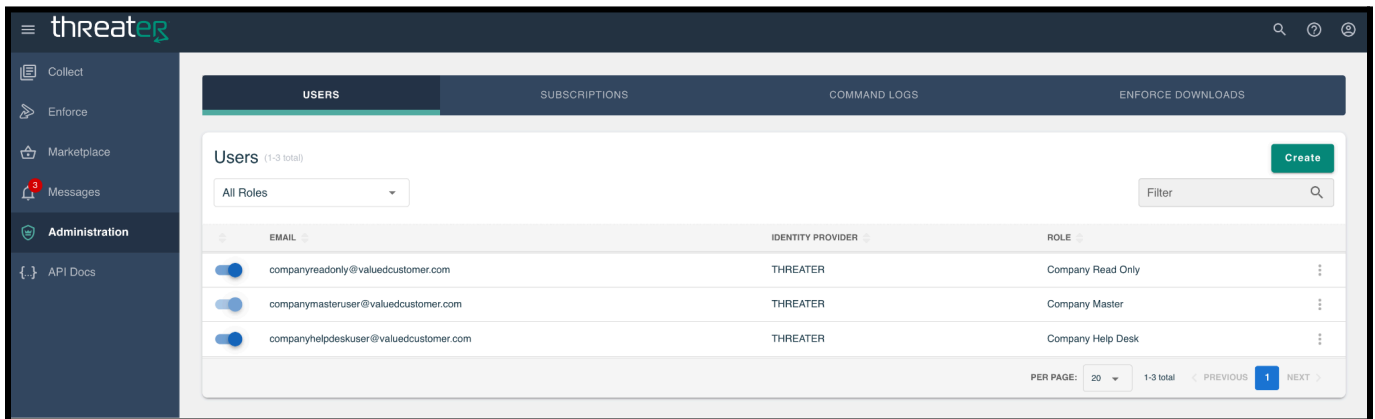 threater
Collect
Enforce
Marketplace
3
Messages
Administration
{..} API Docs
USERS SUBSCRIPTIONS COMMAND LOGS ENFORCE DOWNLOADS
Users (1-3 total)
Create
All Roles
Filter
EMAIL IDENTITY PROVIDER ROLE
companyreadonly@valuedcustomer.com THREATER Company Read Only
companymasteruser@valuedcustomer.com THREATER Company Master
companyhelpdeskuser@valuedcustomer.com THREATER Company Help Desk
PER PAGE: 20 1-3 total < PREVIOUS 1 NEXT >